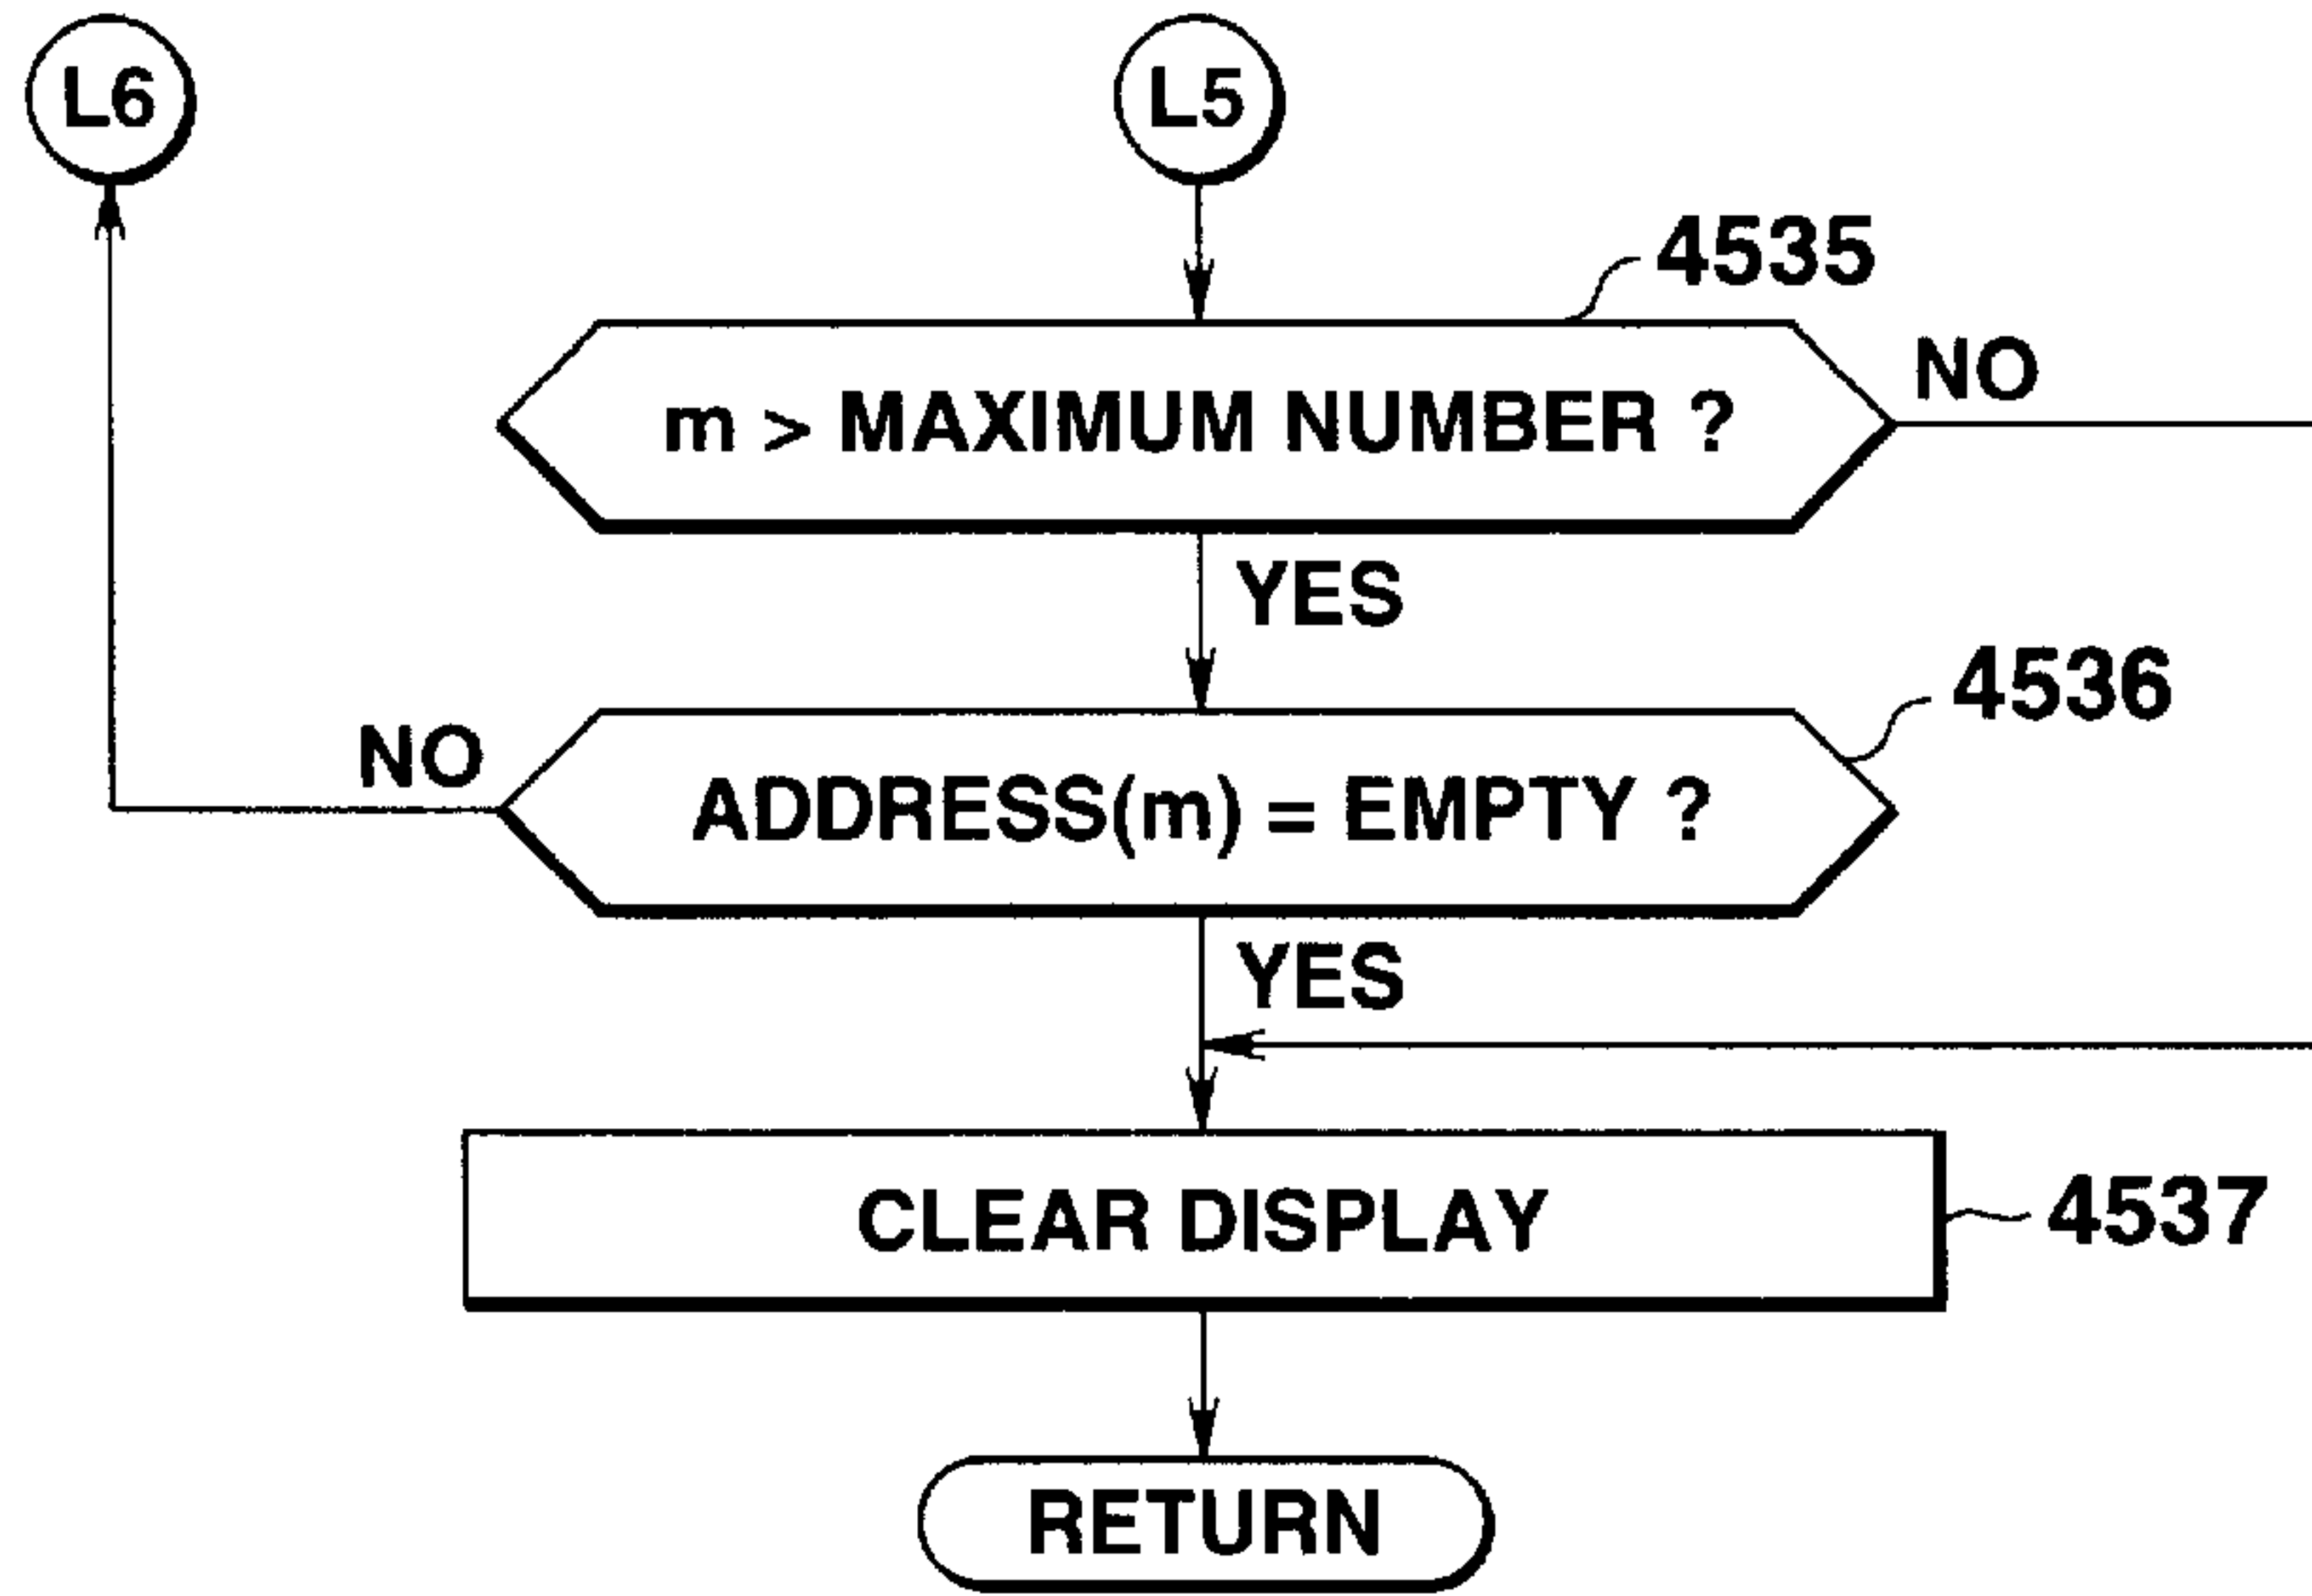 L6
L5
4535
m > MAXIMUM NUMBER ?
NO
YES
4536
NO
ADDRESS(m) = EMPTY ?
YES
CLEAR DISPLAY
4537
RETURN